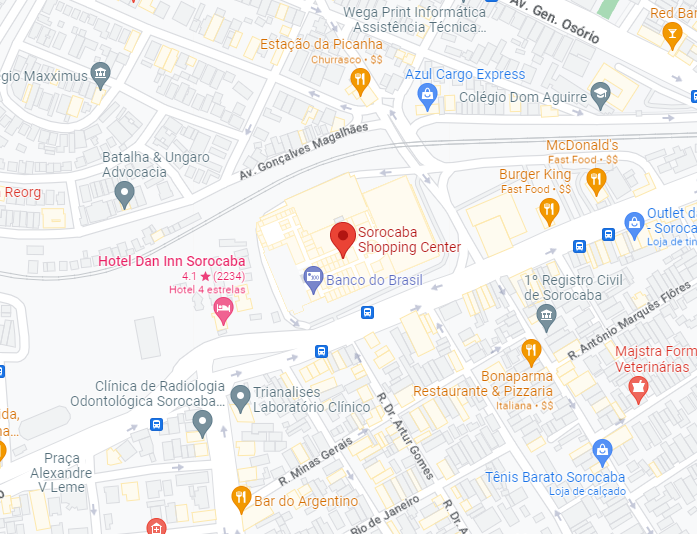 Wega Print Informática
Assistência Técnica...
Av. Gen. Osório
Red Bar
Estação da Picanha
Churrasco • $$
gio Maxximus
Azul Cargo Express
Colégio Dom Aguirre
Av. Gonçalves Magalhães
Batalha & Ungaro
Advocacia
McDonald's
Fast Food • $$
Burger King
Fast Food • $$
Reorg
Outlet da
- Soroca
Loja de tin
Sorocaba
Shopping Center
Hotel Dan Inn Sorocaba
4.1 ★ (2234)
Hotel 4 estrelas
Banco do Brasil
1º Registro Civil
de Sorocaba
R. Antônio Marquês Flôres
Majstra Form
Veterinárias
Bonaparma
Restaurante & Pizzaria
Italiana • $$
Clínica de Radiologia
Odontológica Sorocaba...
Trianalises
Laboratório Clínico
R. Dr. Artur Gomes
da,
a...
Praça
Alexandre
V Leme
R. Minas Gerais
Tênis Barato Sorocaba
Loja de calçado
Bar do Argentino
Rio de Janeiro
R. Dr. A